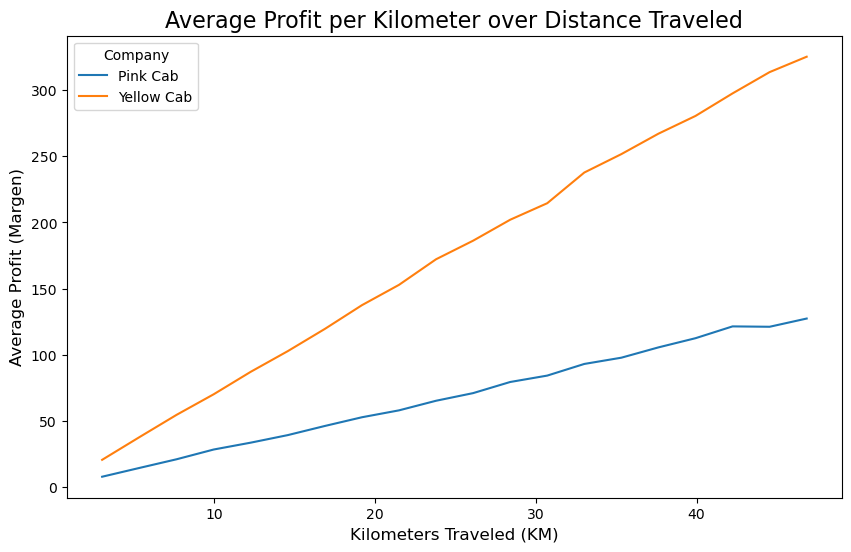 Average Profit per Kilometer over Distance Traveled
Company
Pink Cab
Yellow Cab
Average Profit (Margen)
300
250
200
150
100
50
0
10
20
30
40
Kilometers Traveled (KM)